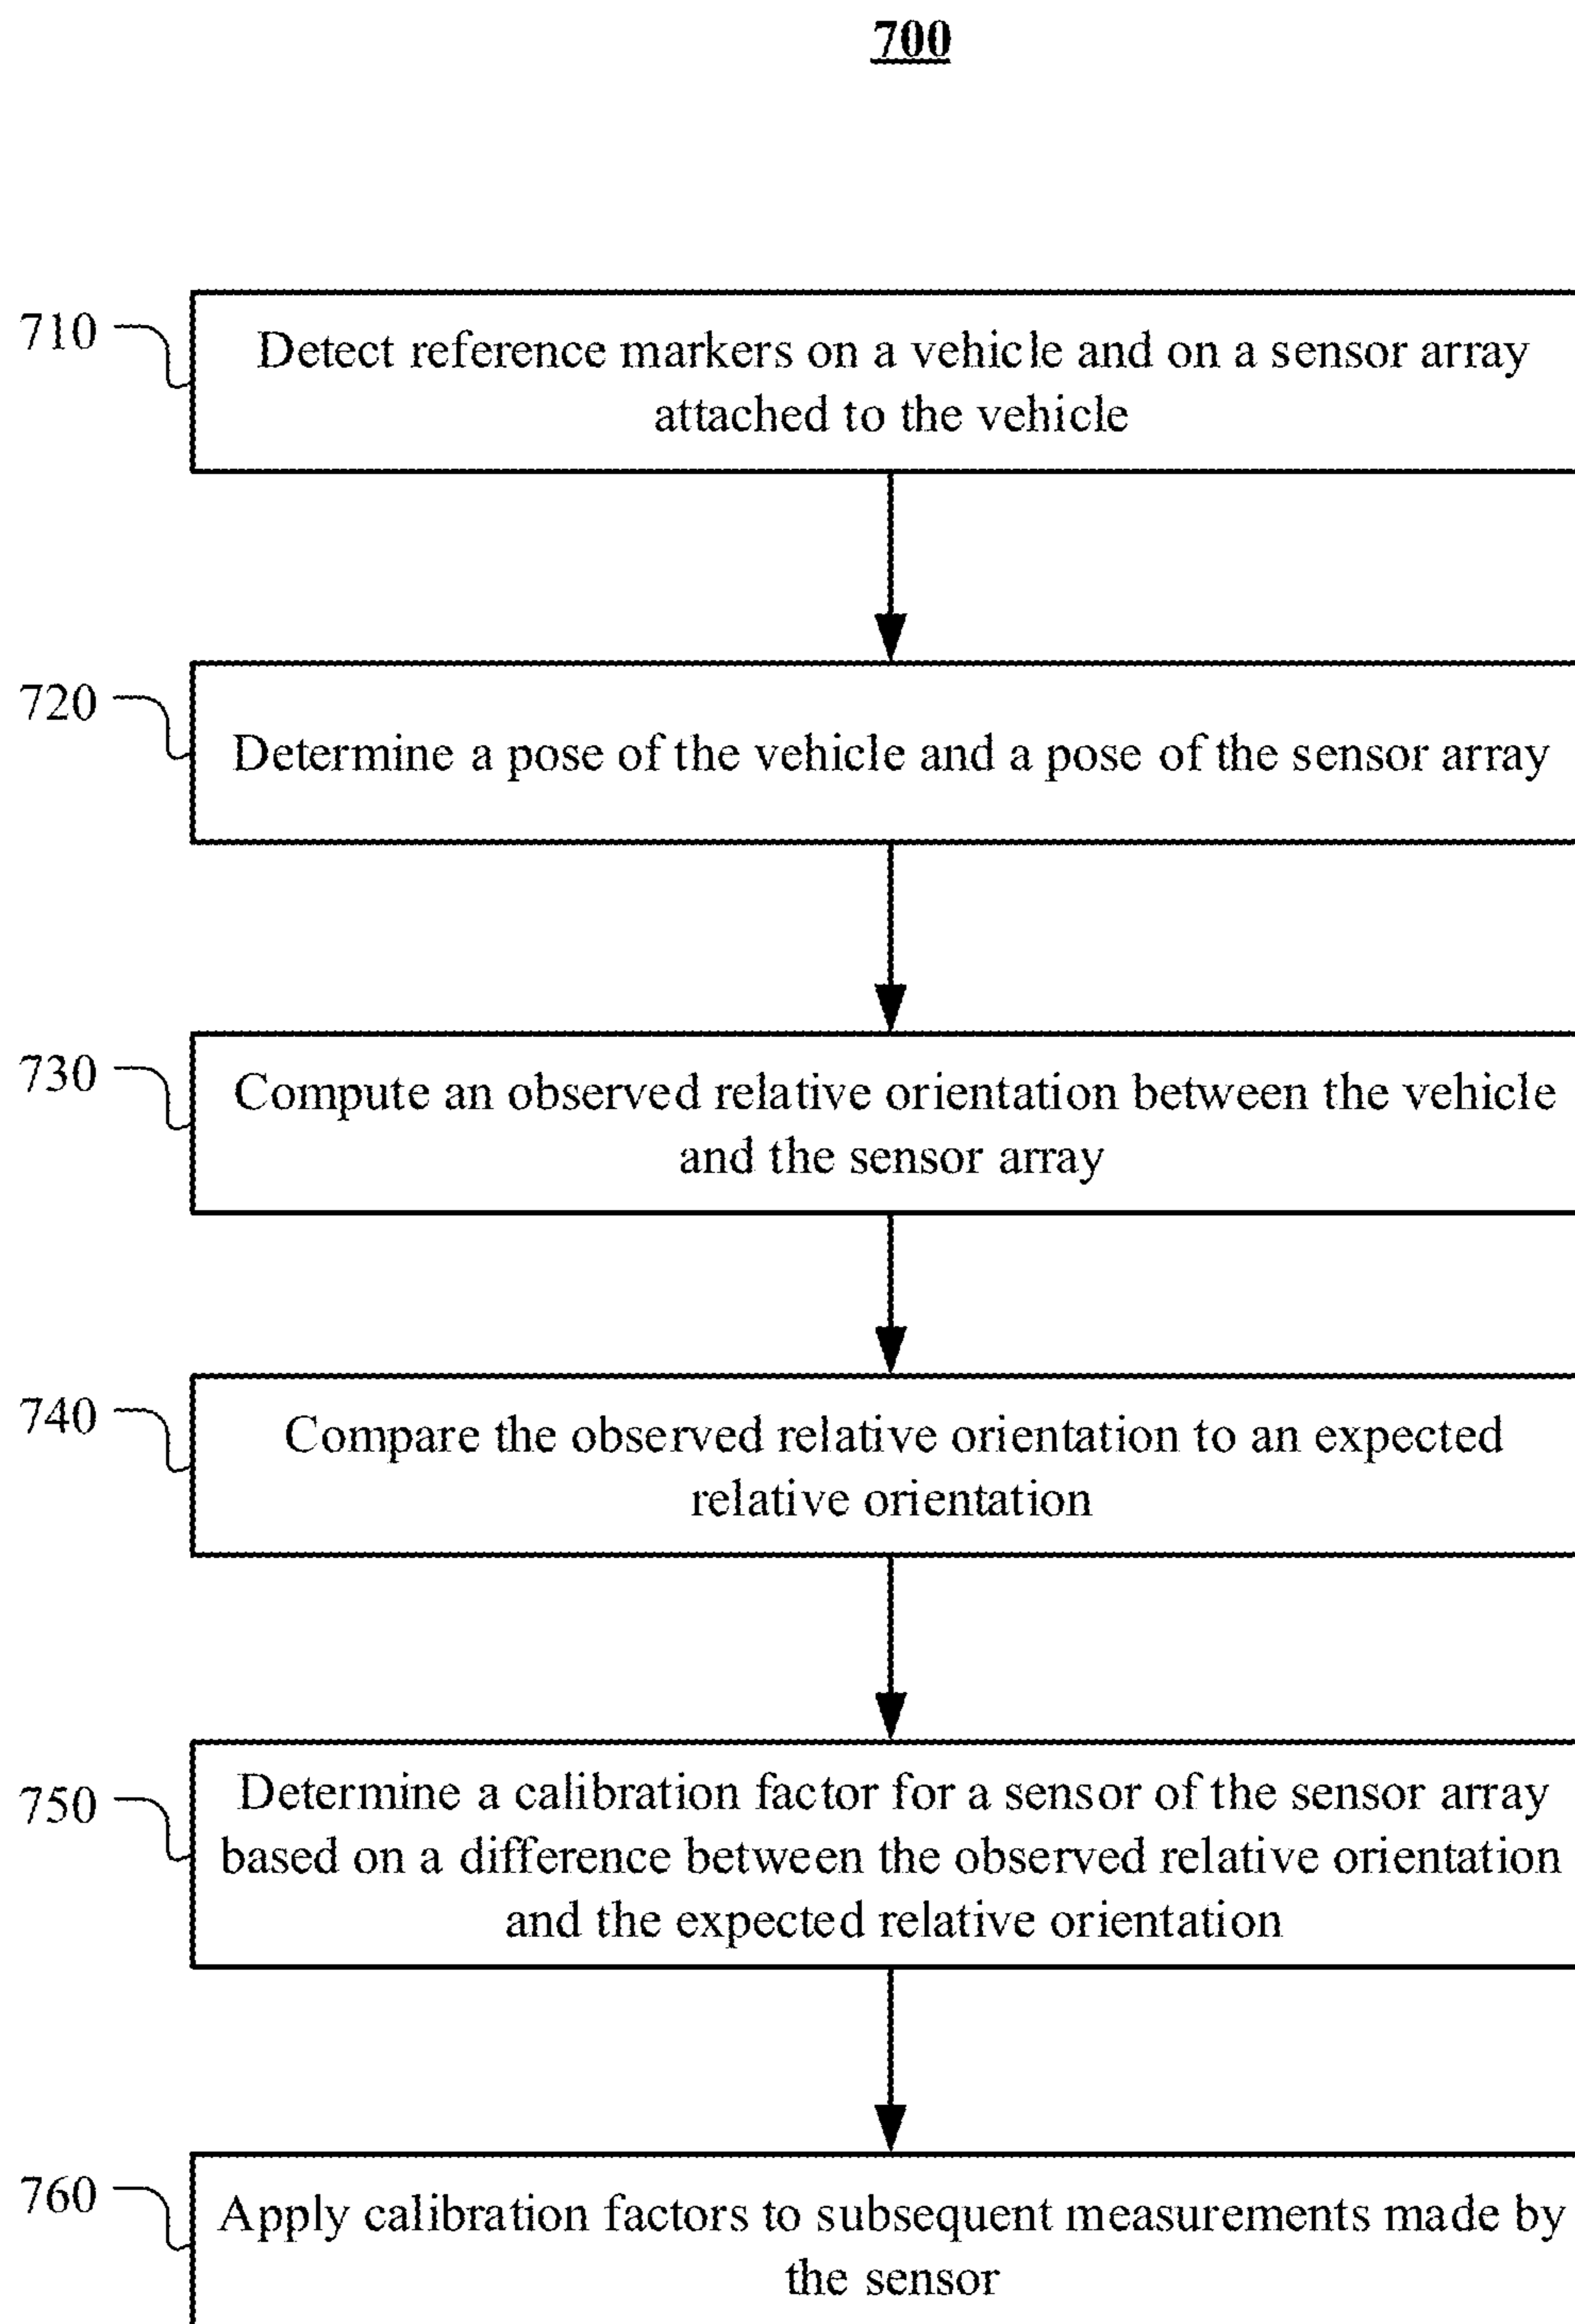 700
710
Detect reference markers on a vehicle and on a sensor array
attached to the vehicle
720
Determine a pose of the vehicle and a pose of the sensor array
730
Compute an observed relative orientation between the vehicle
and the sensor array
740
Compare the observed relative orientation to an expected
relative orientation
750
Determine a calibration factor for a sensor of the sensor array
based on a difference between the observed relative orientation
and the expected relative orientation
760
Apply calibration factors to subsequent measurements made by
the sensor